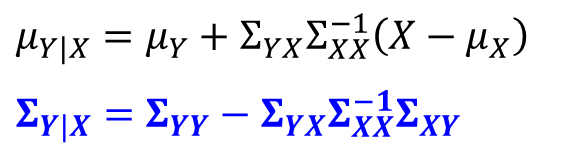 μ_{Y|X} = μ_Y + Σ_{YX}Σ_{XX}^{-1}(X − μ_X)
Σ_{Y|X} = Σ_{YY} − Σ_{YX}Σ_{XX}^{-1}Σ_{XY}